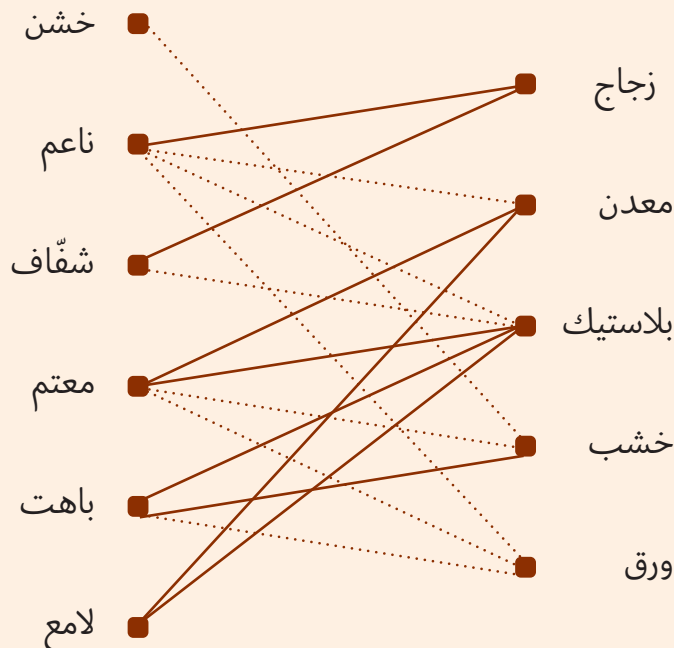 خشن
زجاج
ناعم
معدن
شفّاف
بلاستيك
معتم
خشب
باهت
ورق
لامع